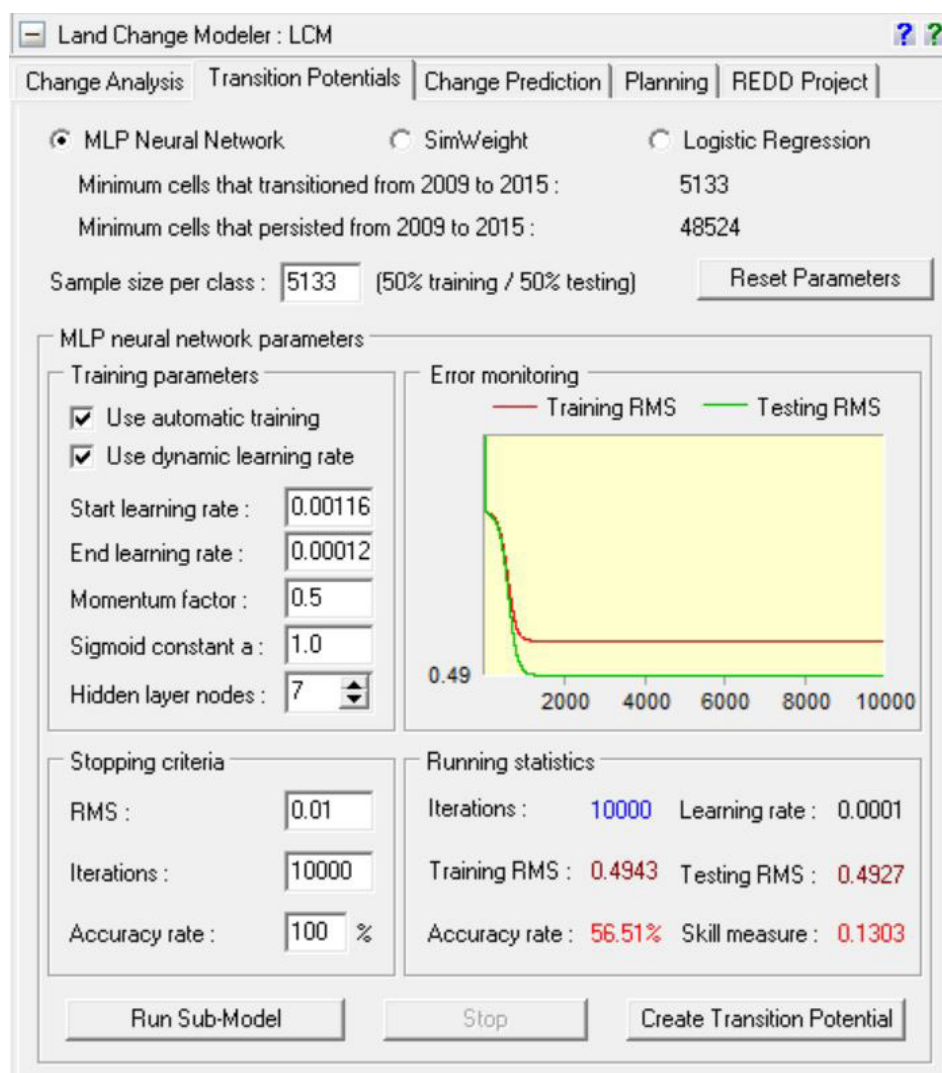 Land Change Modeler : LCM ? ?
Change Analysis Transition Potentials Change Prediction Planning REDD Project
MLP Neural Network SimWeight Logistic Regression
Minimum cells that transitioned from 2009 to 2015 : 5133
Minimum cells that persisted from 2009 to 2015 : 48524
Sample size per class : 5133 (50% training / 50% testing) Reset Parameters
MLP neural network parameters
Training parameters
Use automatic training
Use dynamic learning rate
Start learning rate : 0.00116
End learning rate : 0.00012
Momentum factor : 0.5
Sigmoid constant a : 1.0
Hidden layer nodes : 7
Error monitoring
Training RMS Testing RMS
0.49
2000 4000 6000 8000 10000
Stopping criteria
RMS : 0.01
Iterations : 10000
Accuracy rate : 100 %
Running statistics
Iterations : 10000 Learning rate : 0.0001
Training RMS : 0.4943 Testing RMS : 0.4927
Accuracy rate : 56.51% Skill measure : 0.1303
Run Sub-Model Stop Create Transition Potential